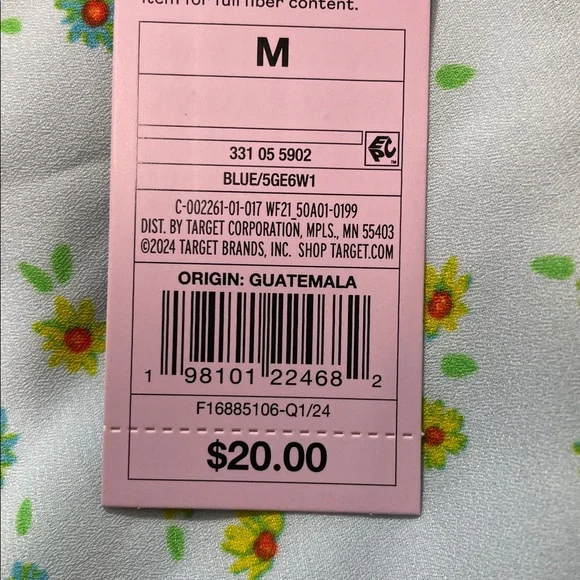 item for full fiber content.
M
EPC™
331 05 5902
BLUE/5GE6W1
C-002261-01-017 WF21_50A01-0199
DIST. BY TARGET CORPORATION, MPLS., MN 55403
©2024 TARGET BRANDS, INC. SHOP TARGET.COM
ORIGIN: GUATEMALA
1 98101 22468 2
F16885106-Q1/24
$20.00